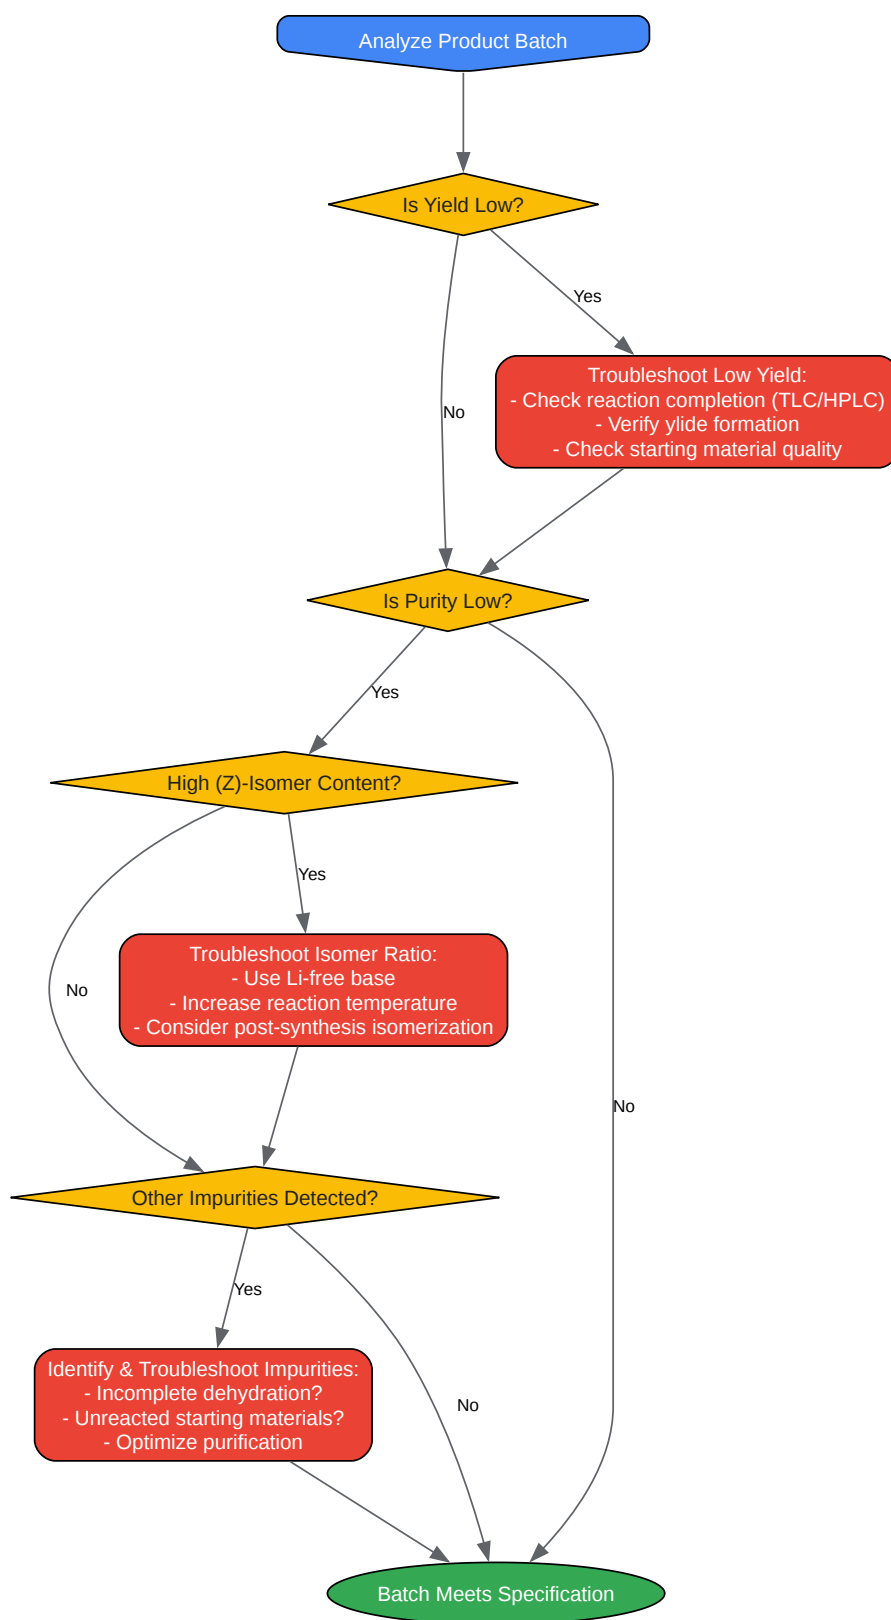 Analyze Product Batch
Is Yield Low?
Yes
Troubleshoot Low Yield:
- Check reaction completion (TLC/HPLC)
- Verify ylide formation
- Check starting material quality
No
Is Purity Low?
Yes
High (Z)-Isomer Content?
Yes
Troubleshoot Isomer Ratio:
- Use Li-free base
- Increase reaction temperature
- Consider post-synthesis isomerization
No
No
Other Impurities Detected?
Yes
Identify & Troubleshoot Impurities:
- Incomplete dehydration?
- Unreacted starting materials?
- Optimize purification
No
Batch Meets Specification